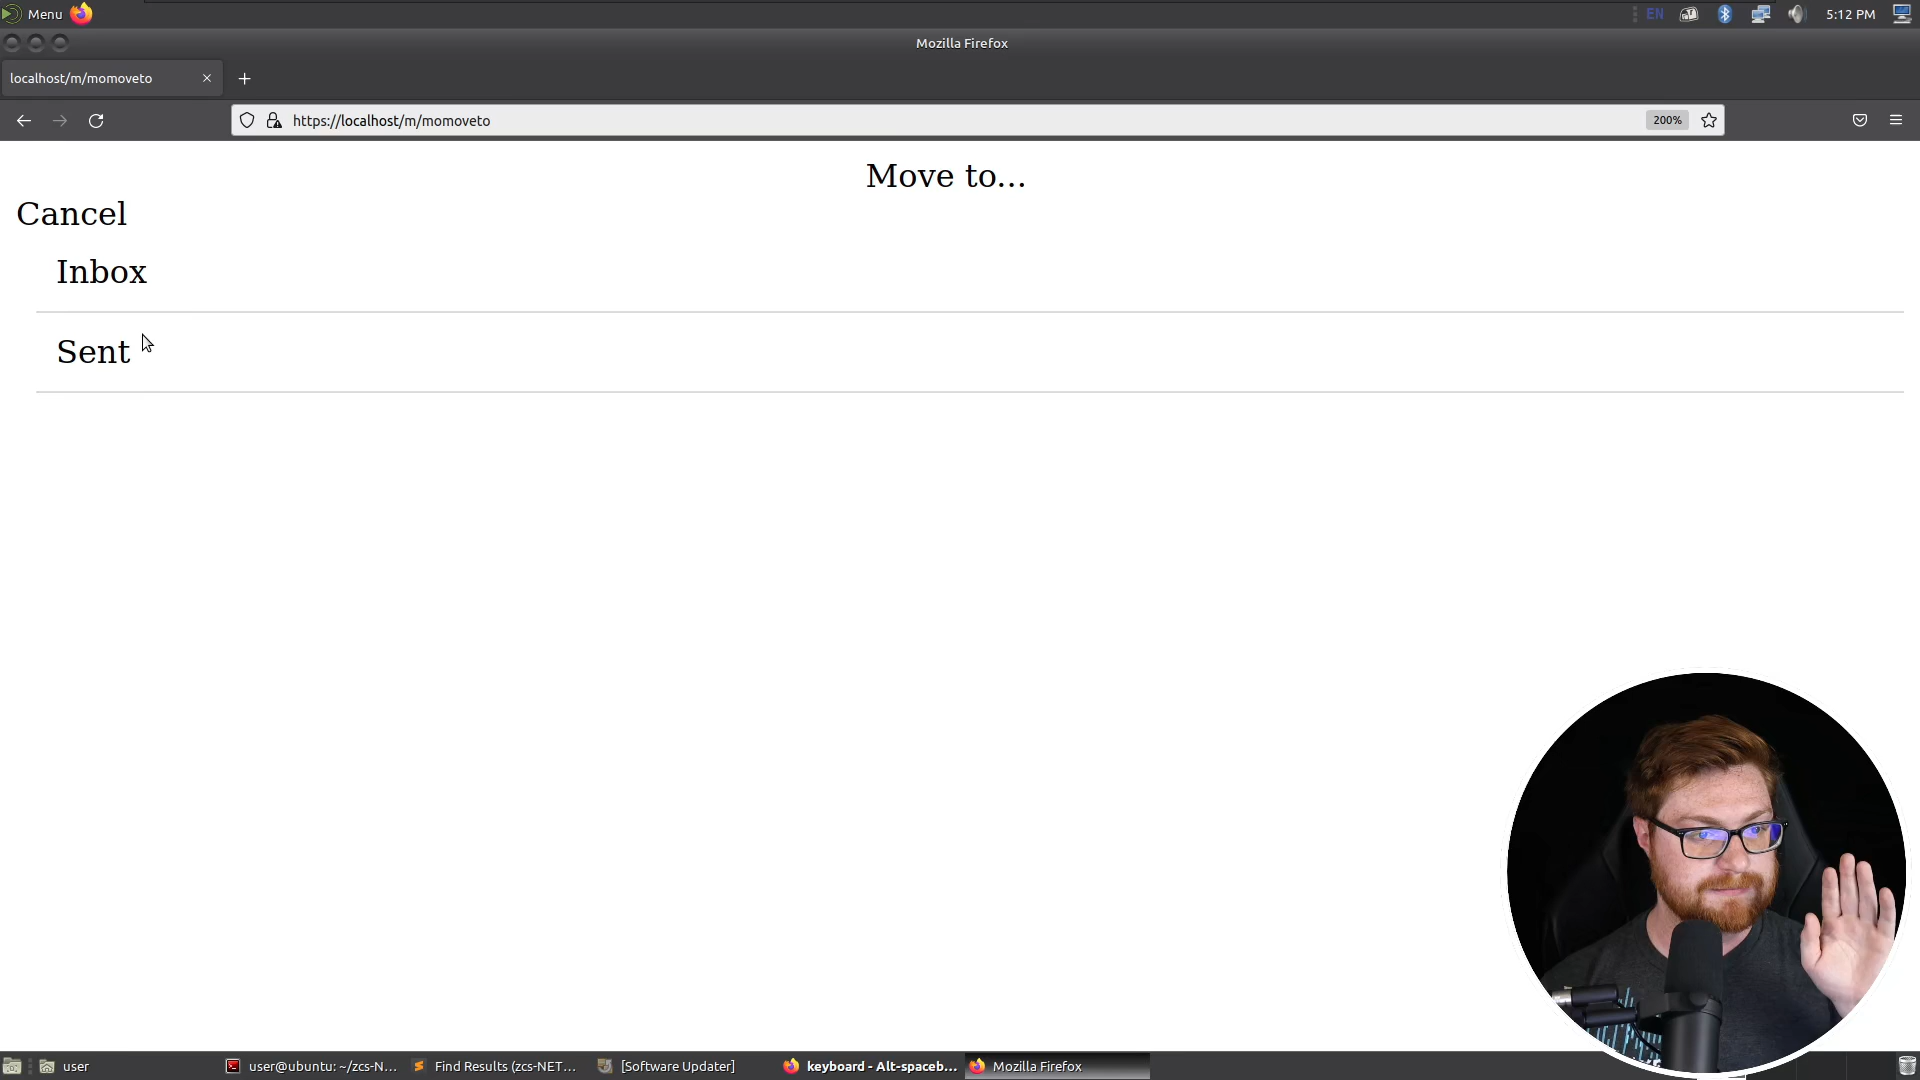 Menu
EN
5:12 PM
Mozilla Firefox
localhost/m/momoveto
https://localhost/m/momoveto
200%
Move to...
Cancel
Inbox
Sent
user
user@ubuntu: ~/zcs-N...
Find Results (zcs-NET...
[Software Updater]
keyboard - Alt-spaceb...
Mozilla Firefox